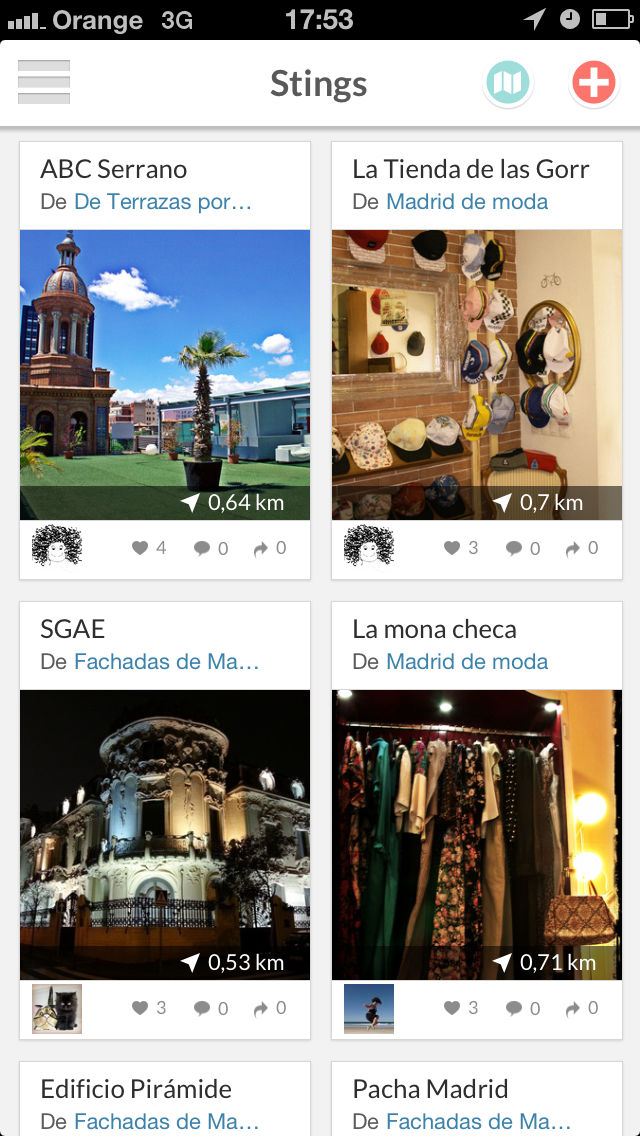 Orange 3G 17:53
Stings
ABC Serrano
De De Terrazas por…
0,64 km
4 0 0
La Tienda de las Gorr
De Madrid de moda
0,7 km
3 0 0
SGAE
De Fachadas de Ma…
0,53 km
3 0 0
La mona checa
De Madrid de moda
0,71 km
3 0 0
Edificio Pirámide
De Fachadas de Ma…
Pacha Madrid
De Fachadas de Ma…